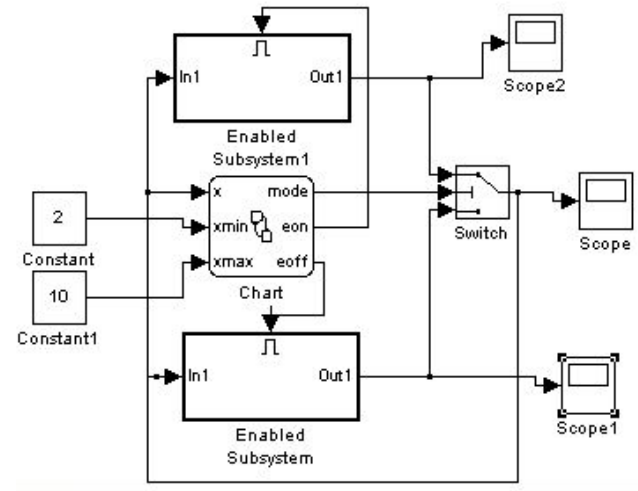 In1
Out1
Scope2
Enabled
Subsystem1
x
mode
2
xmin
eon
Switch
Scope
Constant
xmax
eoff
10
Chart
Constant1
In1
Out1
Scope1
Enabled
Subsystem